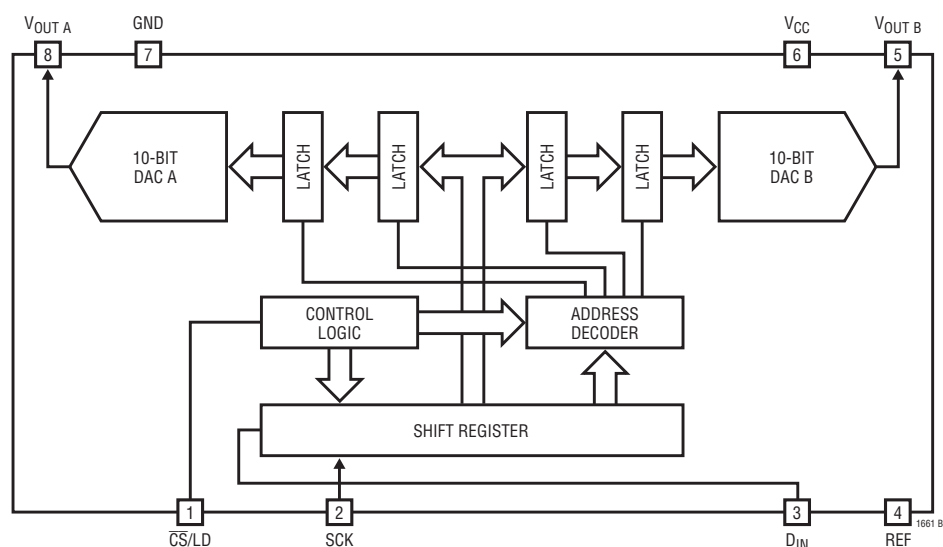 VOUT A
GND
VCC
VOUT B
8
7
6
5
10-BIT
DAC A
LATCH
LATCH
LATCH
LATCH
10-BIT
DAC B
CONTROL
LOGIC
ADDRESS
DECODER
SHIFT REGISTER
1
2
3
4
1661 B
C̅S̅/LD
SCK
DIN
REF